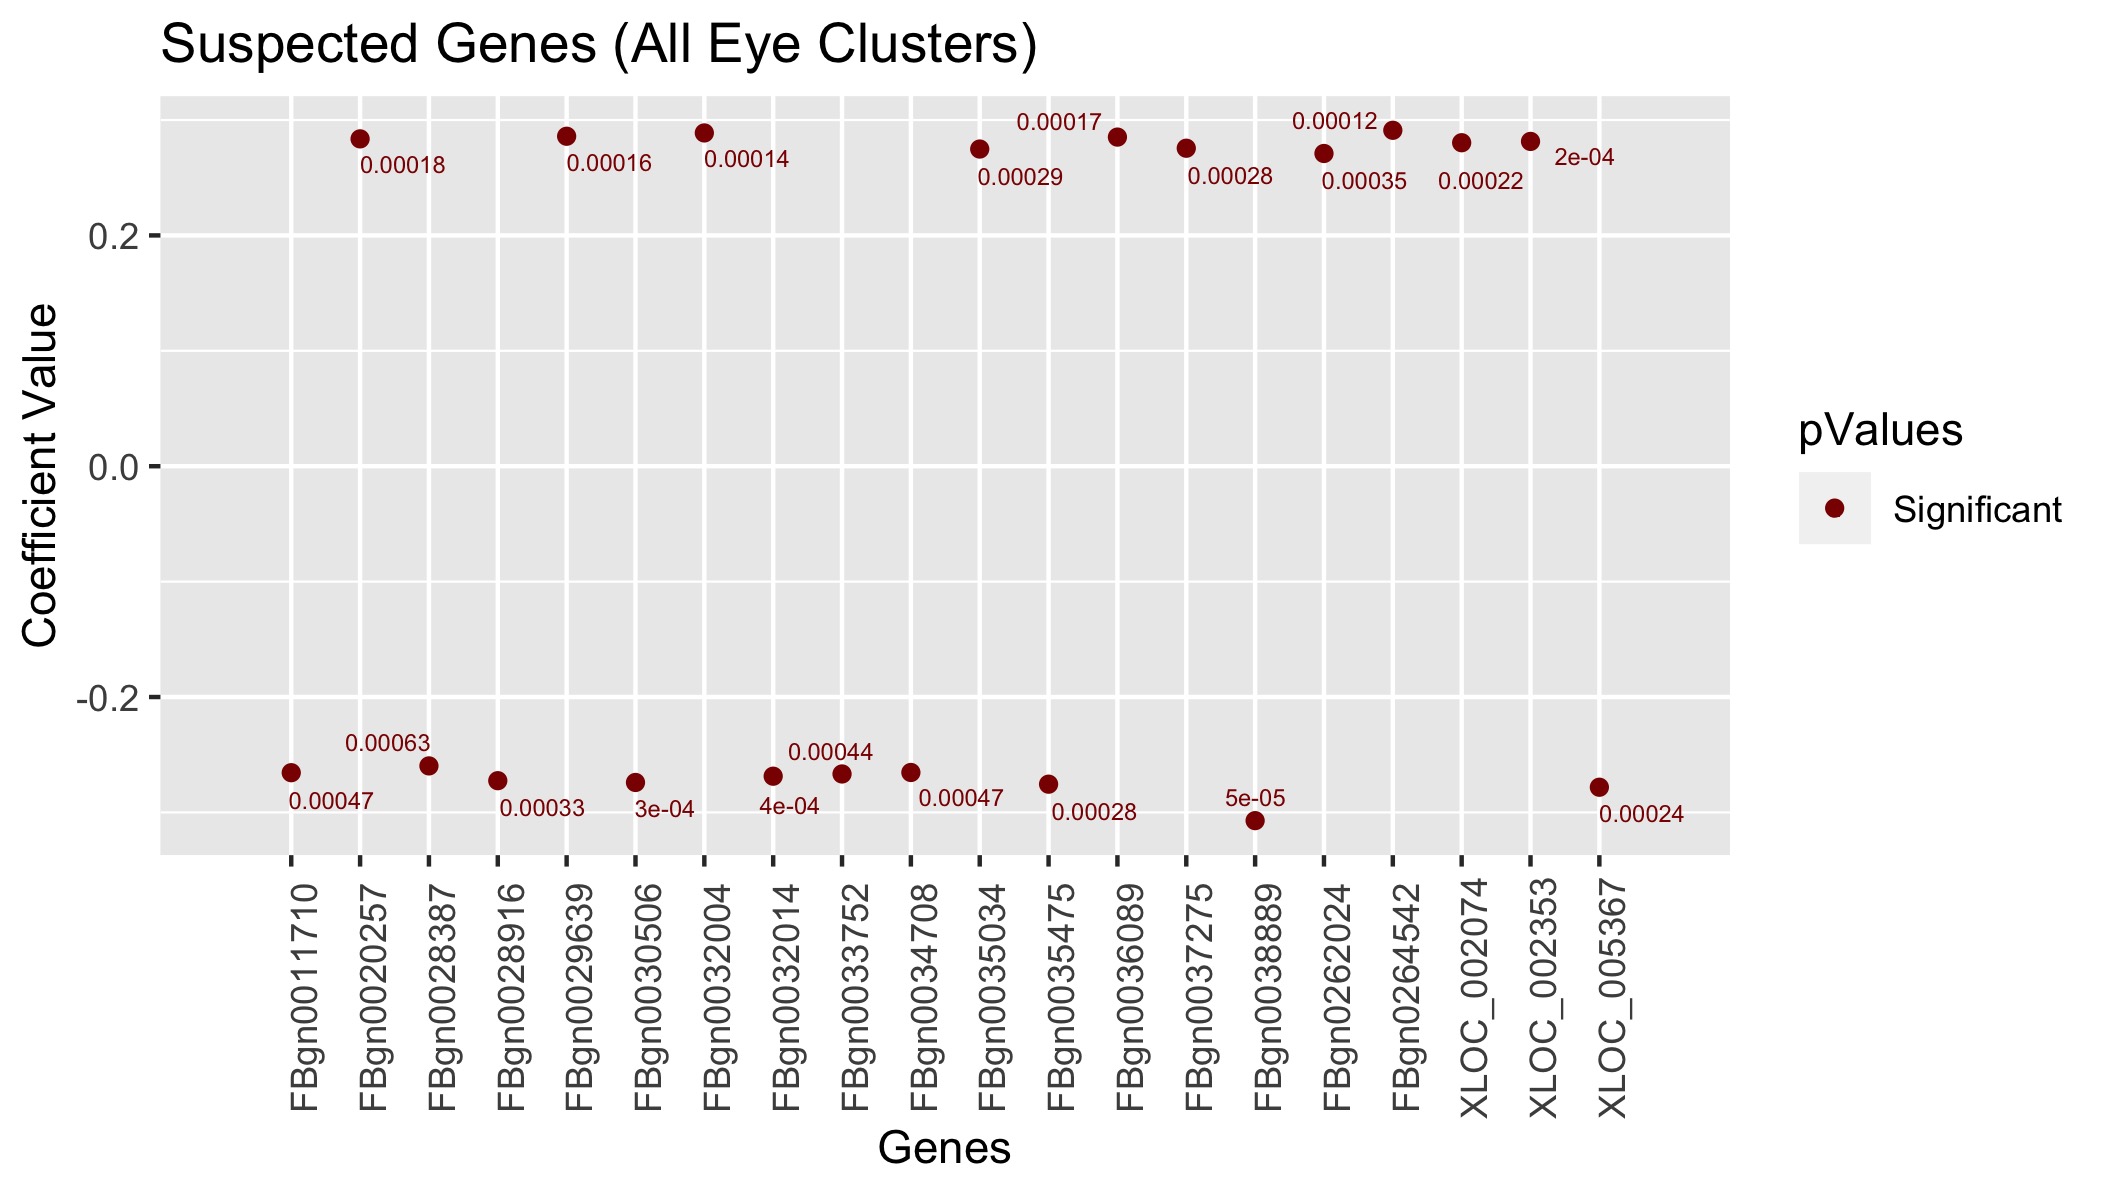 Suspected Genes (All Eye Clusters)
0.00017
0.00012
0.00018
0.00016
0.00014
2e-04
0.00029
0.00028
0.00035
0.00022
0.2
0.0
-0.2
Coefficient Value
0.00063
0.00044
0.00047
0.00033
3e-04
4e-04
0.00047
0.00028
5e-05
0.00024
pValues
Significant
FBgn0011710
FBgn0020257
FBgn0028387
FBgn0028916
FBgn0029639
FBgn0030506
FBgn0032004
FBgn0032014
FBgn0033752
FBgn0034708
FBgn0035034
FBgn0035475
FBgn0036089
FBgn0037275
FBgn0038889
FBgn0262024
FBgn0264542
XLOC_002074
XLOC_002353
XLOC_005367
Genes